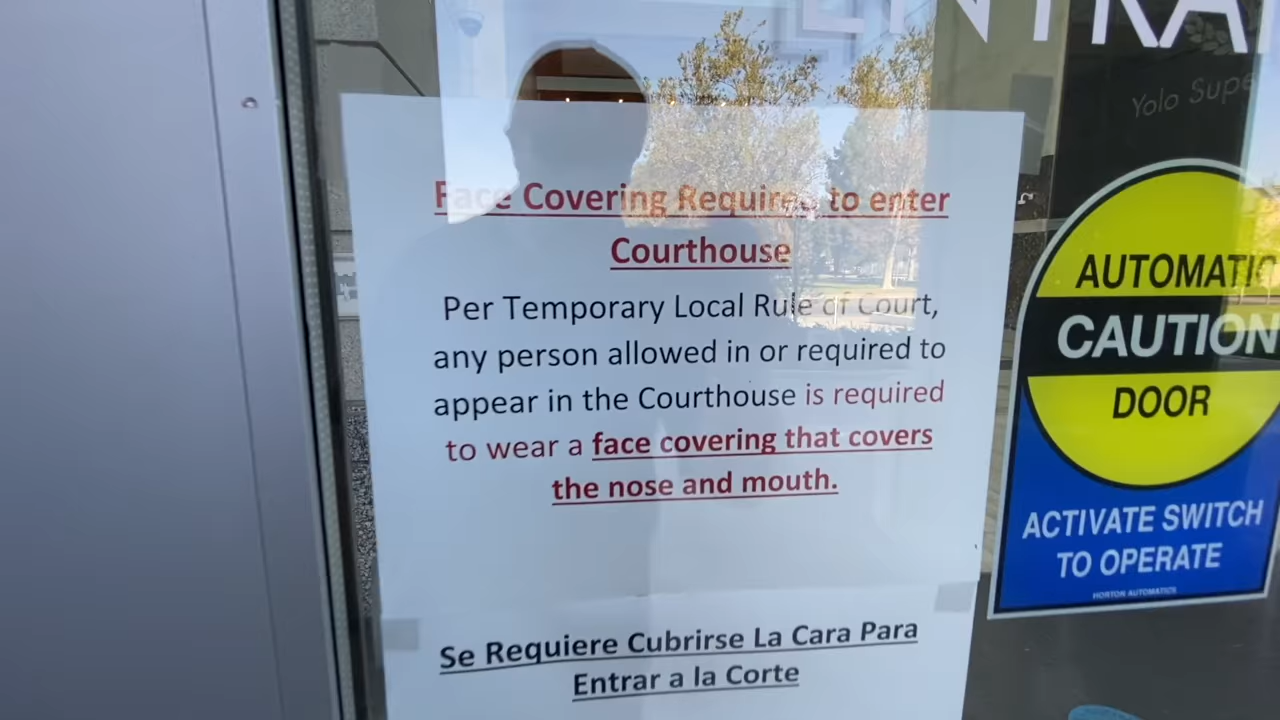 Yolo Supe
Face Covering Required to enter
Courthouse
Per Temporary Local Rule of Court,
any person allowed in or required to
appear in the Courthouse is required
to wear a face covering that covers
the nose and mouth.
Se Requiere Cubrirse La Cara Para
Entrar a la Corte
AUTOMATIC
CAUTION
DOOR
ACTIVATE SWITCH
TO OPERATE
HORTON AUTOMATICS